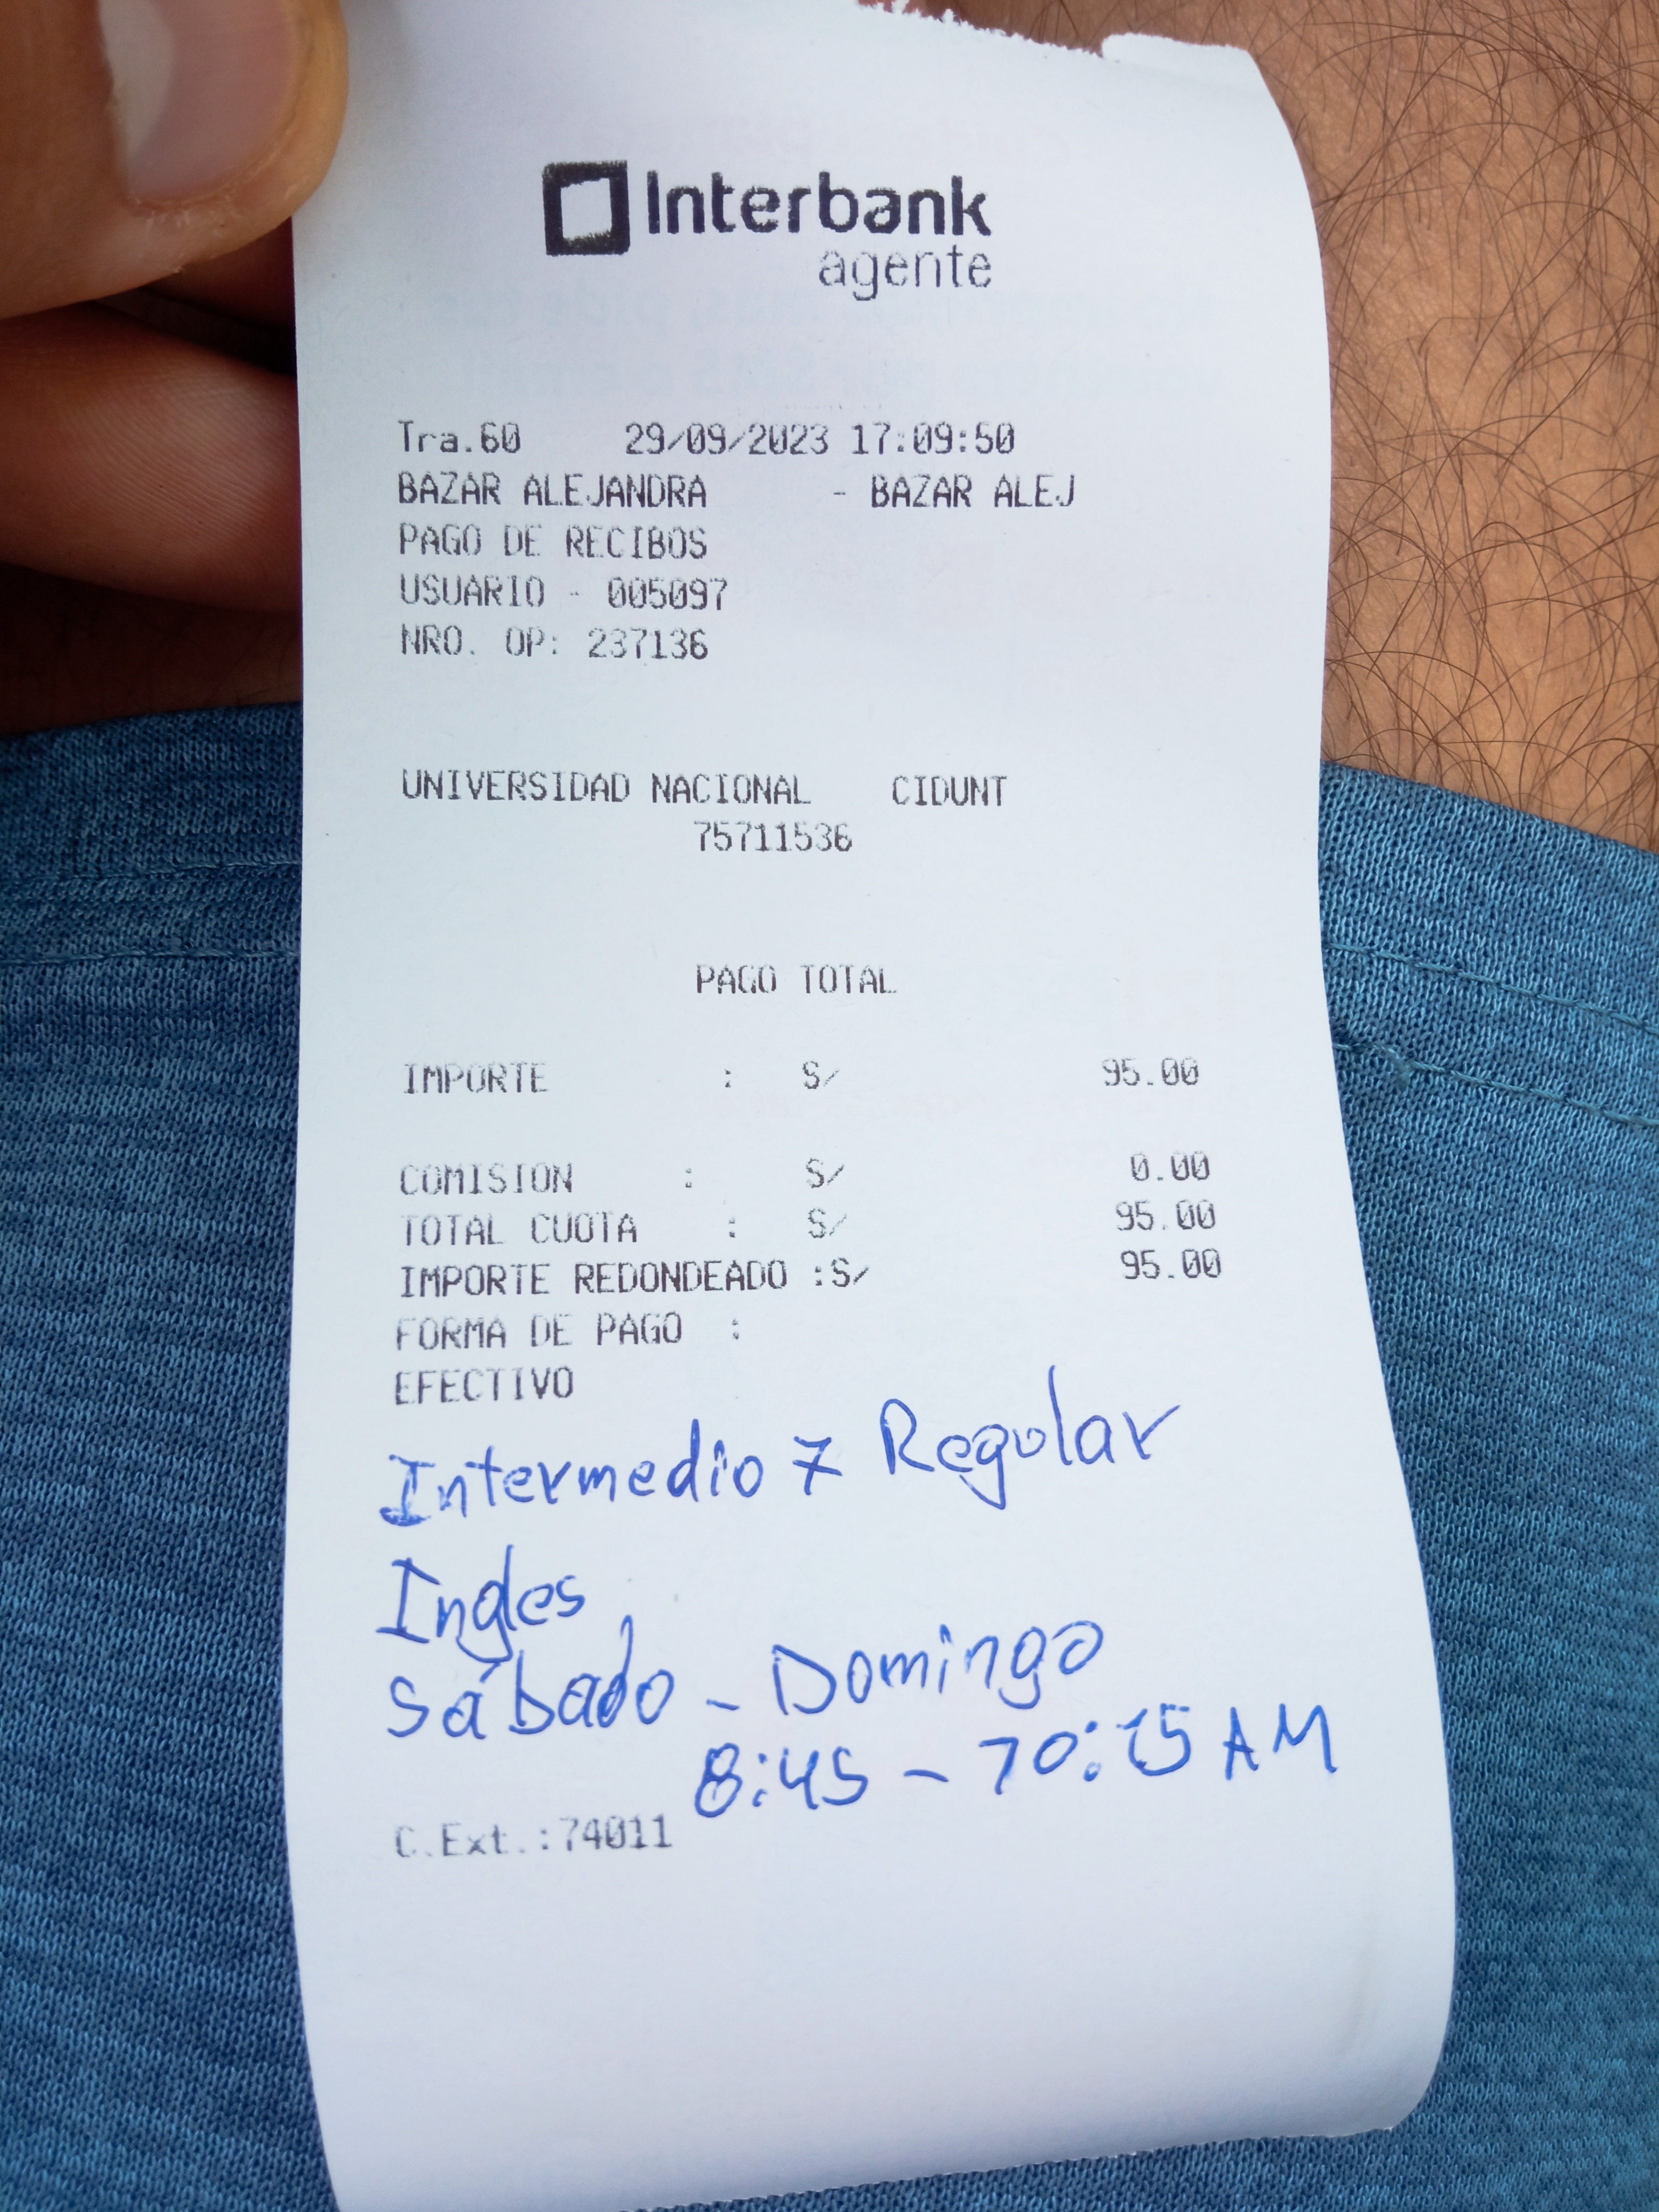 Interbank
agente
Tra.60 29/09/2023 17:09:50
BAZAR ALEJANDRA - BAZAR ALEJ
PAGO DE RECIBOS
USUARIO - 005097
NRO. OP: 237136
UNIVERSIDAD NACIONAL CIDUNT
75711536
PAGO TOTAL
IMPORTE : S/ 95.00
COMISION : S/ 0.00
TOTAL CUOTA : S/ 95.00
IMPORTE REDONDEADO :S/ 95.00
FORMA DE PAGO :
EFECTIVO
Intermedio 7 Regular
Ingles
Sábado - Domingo
8:45 - 10:15 AM
C.Ext.:74011